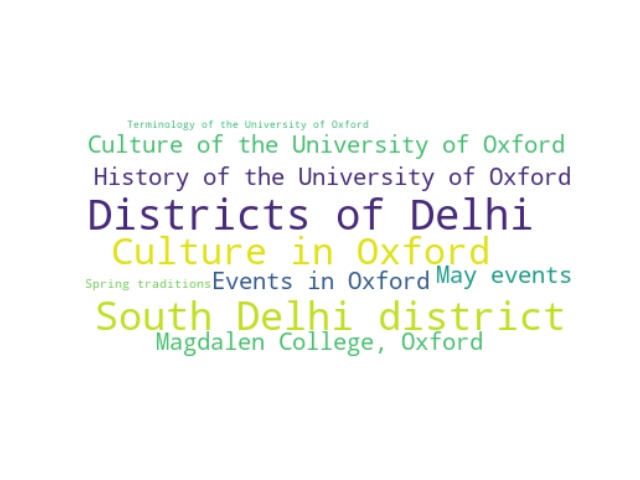 Terminology of the University of Oxford
Culture of the University of Oxford
History of the University of Oxford
Districts of Delhi
Culture in Oxford
May events
Spring traditions
Events in Oxford
South Delhi district
Magdalen College, Oxford